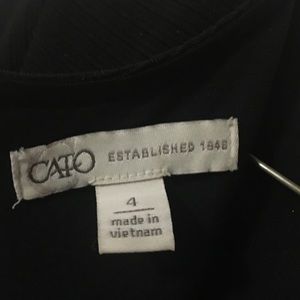 CATO ESTABLISHED 1946
4
made in
vietnam